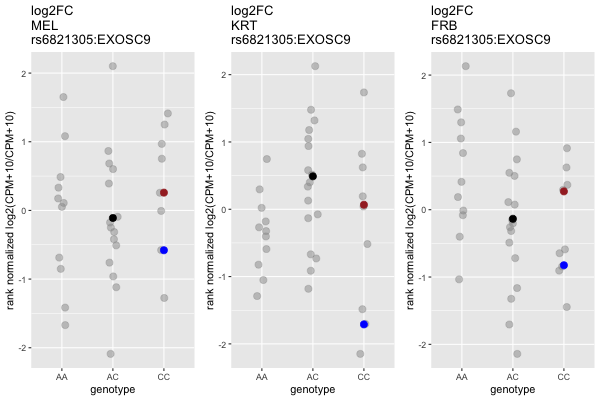 log2FC
MEL
rs6821305:EXOSC9
rank normalized log2(CPM+10/CPM+10)
2
1
0
-1
-2
AA
AC
CC
genotype
log2FC
KRT
rs6821305:EXOSC9
rank normalized log2(CPM+10/CPM+10)
2
1
0
-1
-2
AA
AC
CC
genotype
log2FC
FRB
rs6821305:EXOSC9
rank normalized log2(CPM+10/CPM+10)
2
1
0
-1
-2
AA
AC
CC
genotype